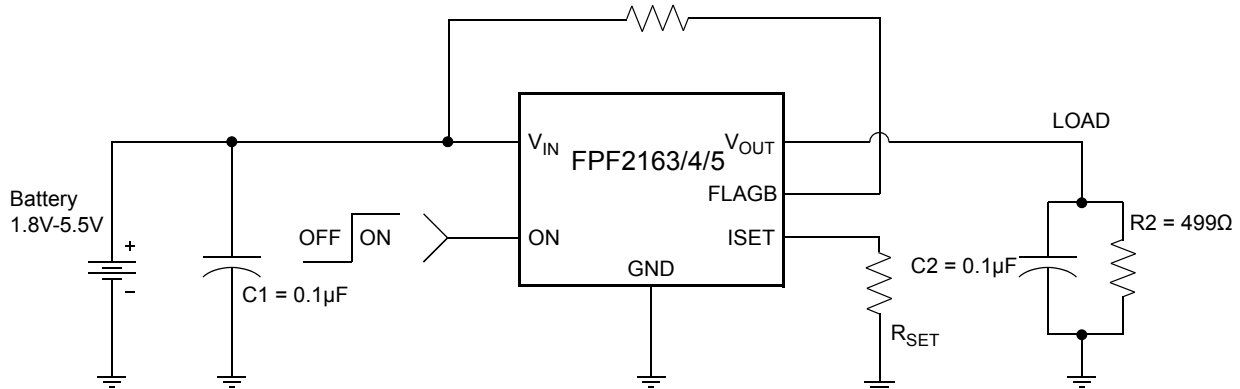 LOAD
V_IN
V_OUT
FPF2163/4/5
FLAGB
Battery
1.8V-5.5V
+
−
OFF
ON
ON
ISET
GND
C1 = 0.1µF
R_SET
C2 = 0.1µF
R2 = 499Ω